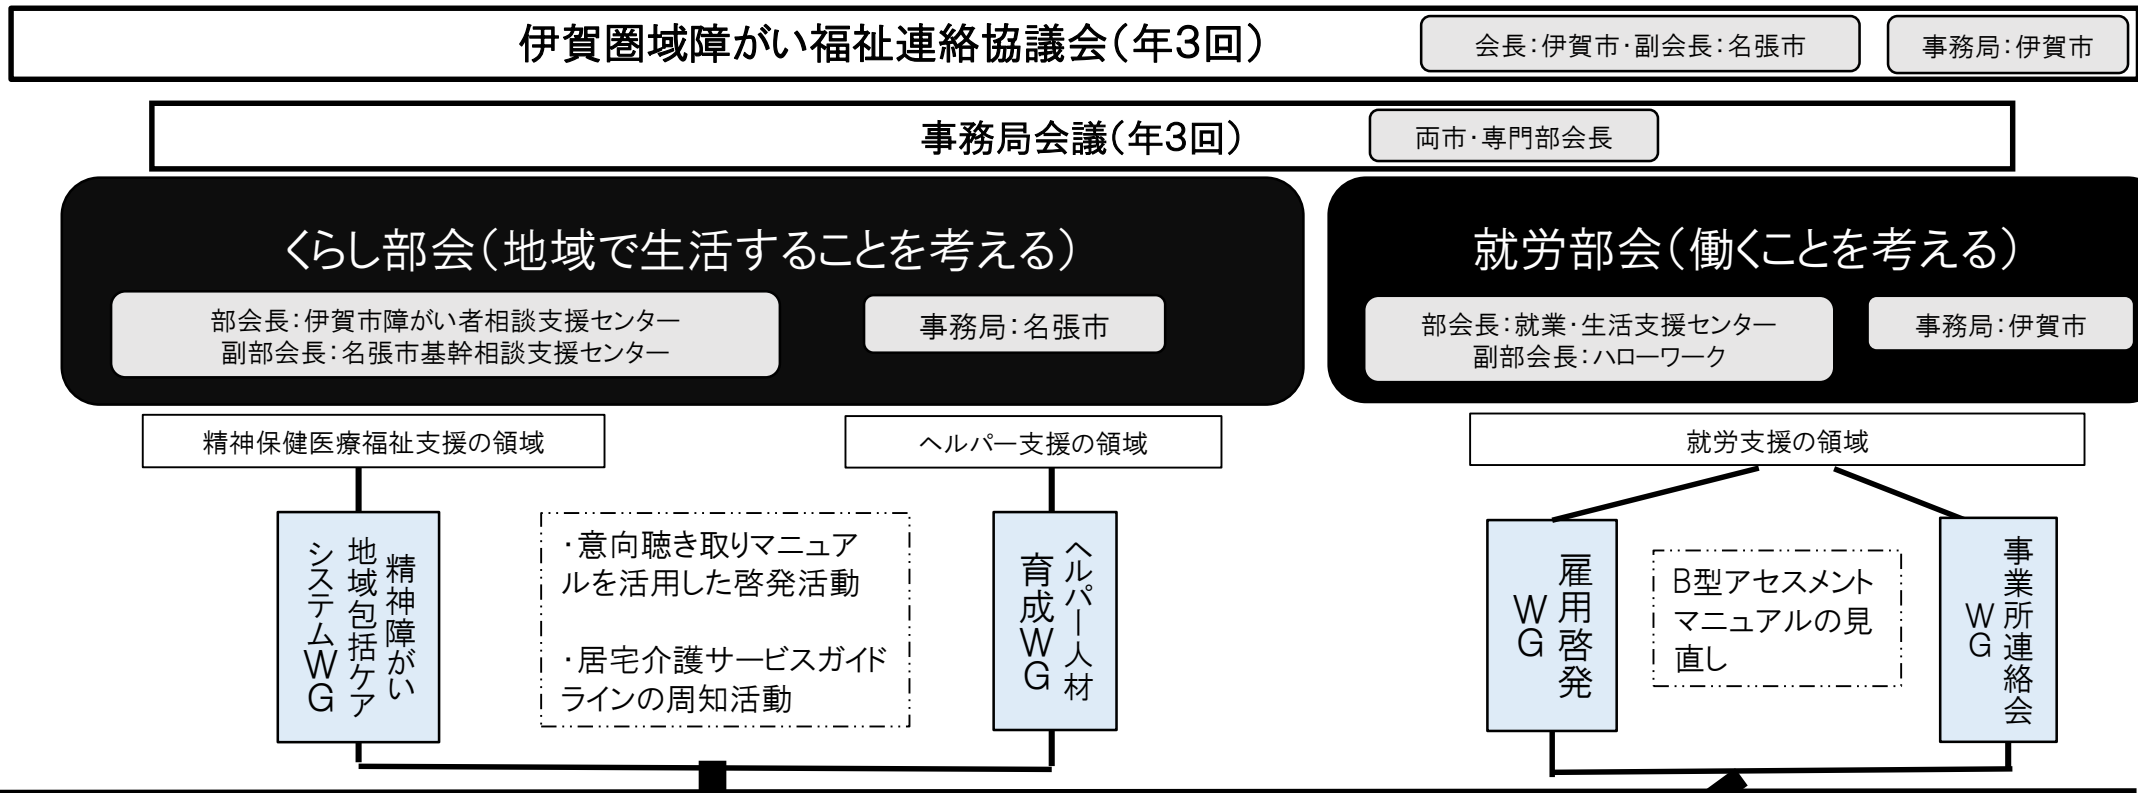 伊賀圏域障がい福祉連絡協議会(年3回)
会長:伊賀市・副会長:名張市
事務局:伊賀市
事務局会議(年3回)
両市・専門部会長
くらし部会(地域で生活することを考える)
部会長:伊賀市障がい者相談支援センター
副部会長:名張市基幹相談支援センター
事務局:名張市
就労部会(働くことを考える)
部会長:就業・生活支援センター
副部会長:ハローワーク
事務局:伊賀市
精神保健医療福祉支援の領域
ヘルパー支援の領域
就労支援の領域
精神障がい
地域包括ケア
システムWG
・意向聴き取りマニュア
ルを活用した啓発活動
・居宅介護サービスガイド
ラインの周知活動
ヘルパー人材
育成WG
雇用啓発
WG
B型アセスメント
マニュアルの見
直し
事業所連絡会
WG